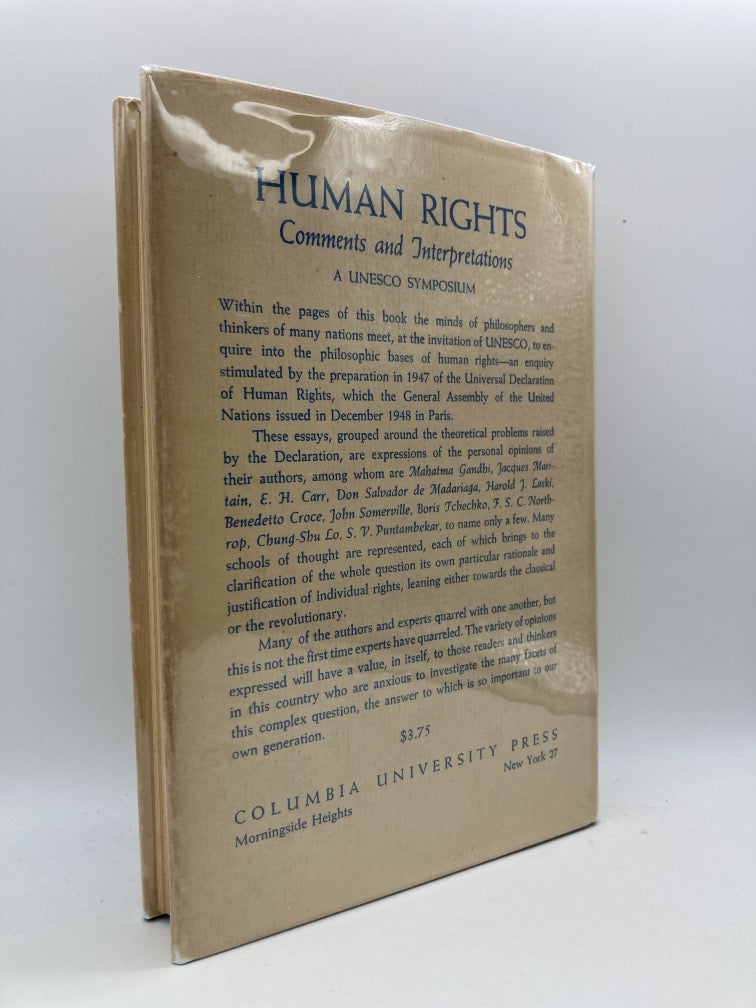 HUMAN RIGHTS
Comments and Interpretations
A UNESCO SYMPOSIUM
Within the pages of this book the minds of philosophers and
thinkers of many nations meet, at the invitation of UNESCO, to en-
quire into the philosophic bases of human rights—an enquiry
stimulated by the preparation in 1947 of the Universal Declaration
of Human Rights, which the General Assembly of the United
Nations issued in December 1948 in Paris.
These essays, grouped around the theoretical problems raised
by the Declaration, are expressions of the personal opinions of
their authors, among whom are Mahatma Gandhi, Jacques Mari-
tain, E. H. Carr, Don Salvador de Madariaga, Harold J. Laski,
Benedetto Croce, John Somerville, Boris Tchechko, F. S. C. North-
rop, Chung-Shu Lo, S. V. Puntambekar, to name only a few. Many
schools of thought are represented, each of which brings to the
clarification of the whole question its own particular rationale and
justification of individual rights, leaning either towards the classical
or the revolutionary.
Many of the authors and experts quarrel with one another, but
this is not the first time experts have quarreled. The variety of opinions
expressed will have a value, in itself, to those readers and thinkers
in this country who are anxious to investigate the many facets of
this complex question, the answer to which is so important to our
own generation.
$3.75
COLUMBIA UNIVERSITY PRESS
Morningside Heights New York 27